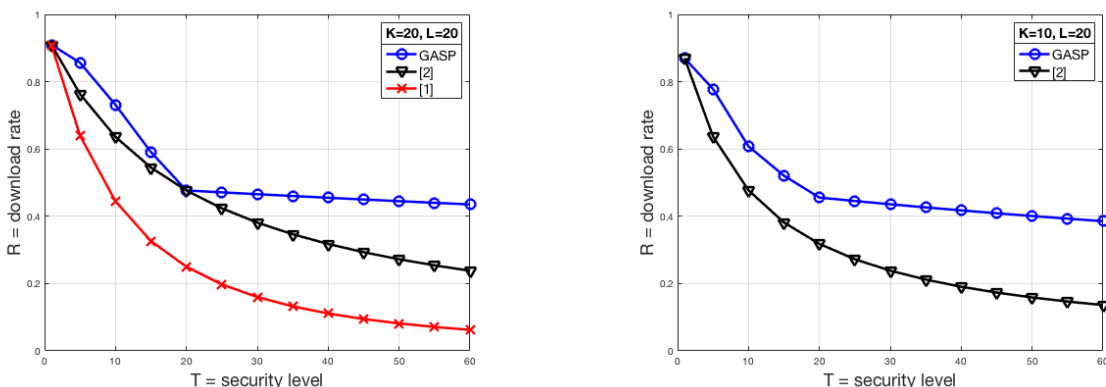 K=20, L=20
GASP
[2]
[1]
R = download rate
1
0.8
0.6
0.4
0.2
0
0 10 20 30 40 50 60
T = security level
K=10, L=20
GASP
[2]
R = download rate
1
0.8
0.6
0.4
0.2
0
0 10 20 30 40 50 60
T = security level